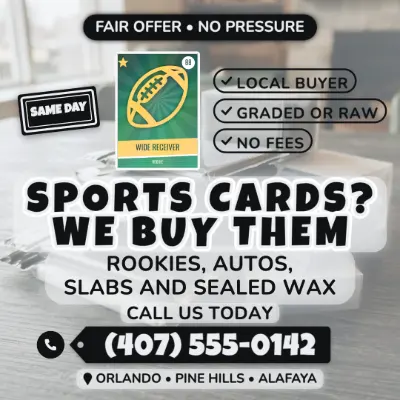 FAIR OFFER • NO PRESSURE
SAME DAY
88
WIDE RECEIVER
✓ LOCAL BUYER
✓ GRADED OR RAW
✓ NO FEES
SPORTS CARDS?
WE BUY THEM
ROOKIES, AUTOS,
SLABS AND SEALED WAX
CALL US TODAY
(407) 555-0142
ORLANDO • PINE HILLS • ALAFAYA